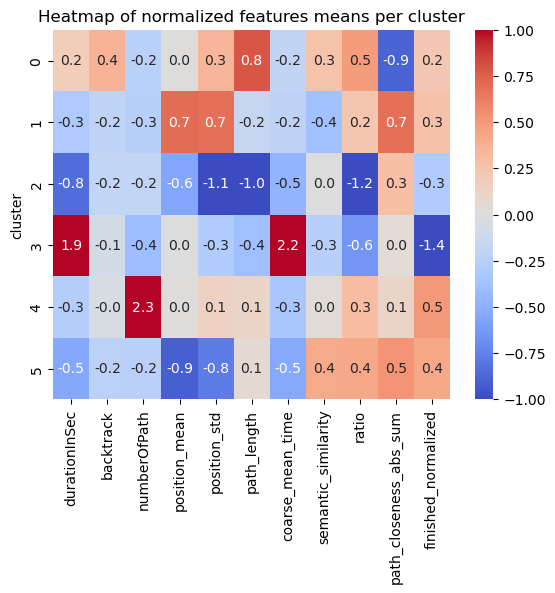 Heatmap of normalized features means per cluster
0 0.2 0.4 -0.2 0.0 0.3 0.8 -0.2 0.3 0.5 -0.9 0.2
1 -0.3 -0.2 -0.3 0.7 0.7 -0.2 -0.2 -0.4 0.2 0.7 0.3
2 -0.8 -0.2 -0.2 -0.6 -1.1 -1.0 -0.5 0.0 -1.2 0.3 -0.3
3 1.9 -0.1 -0.4 0.0 -0.3 -0.4 2.2 -0.3 -0.6 0.0 -1.4
4 -0.3 -0.0 2.3 0.0 0.1 0.1 -0.3 0.0 0.3 0.1 0.5
5 -0.5 -0.2 -0.2 -0.9 -0.8 0.1 -0.5 0.4 0.4 0.5 0.4
cluster
durationInSec
backtrack
numberOfPath
position_mean
position_std
path_length
coarse_mean_time
semantic_similarity
ratio
path_closeness_abs_sum
finished_normalized
1.00
0.75
0.50
0.25
0.00
-0.25
-0.50
-0.75
-1.00